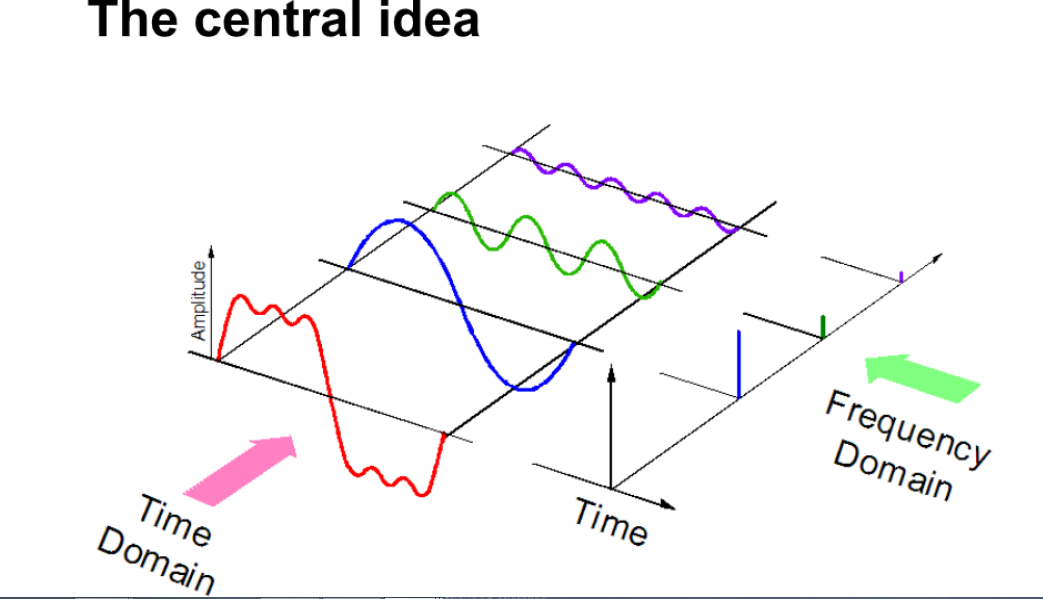 The central idea
Amplitude
Time
Domain
Time
Frequency
Domain